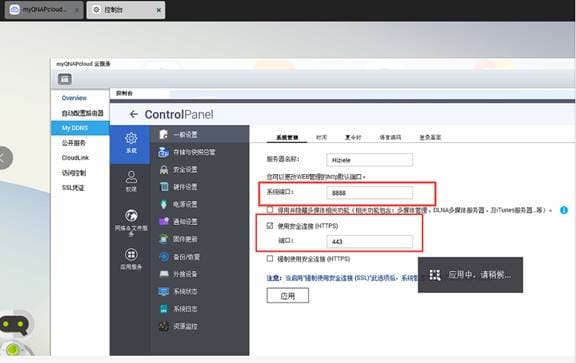 myQNAPcloud...
控制台
myQNAPcloud 云服务
Overview
自动配置路由器
My DDNS
公开服务
CloudLink
访问控制
SSL凭证
控制台
ControlPanel
系统
权限
网络&文件服务
应用服务
一般设置
存储与快照总管
安全设置
硬件设置
电源设置
通知设置
固件更新
备份/恢复
外接设备
系统状态
系统日志
资源监控
系统管理 时间 夏令时 语言编码 登录画面
服务器名称: Hiziele
您可以更改WEB管理的http默认端口。
系统端口: 8888
停用并隐藏多媒体相关功能（相关功能包含：多媒体管理、DLNA多媒体服务器、及iTunes服务器...等）。
使用安全连接 (HTTPS)
端口: 443
强制使用安全连接 (HTTPS)
注意: 当启用"强制使用安全连接 (SSL)"此选项后，系统管
应用
应用中，请稍候...